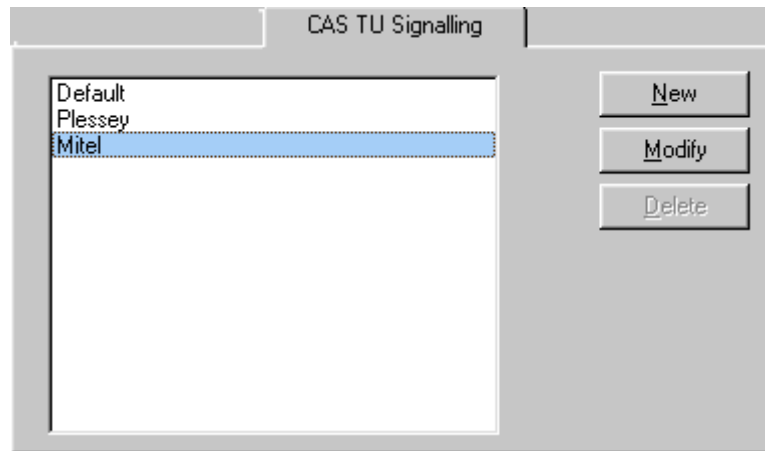 CAS TU Signalling
Default
Plessey
Mitel
New
Modify
Delete